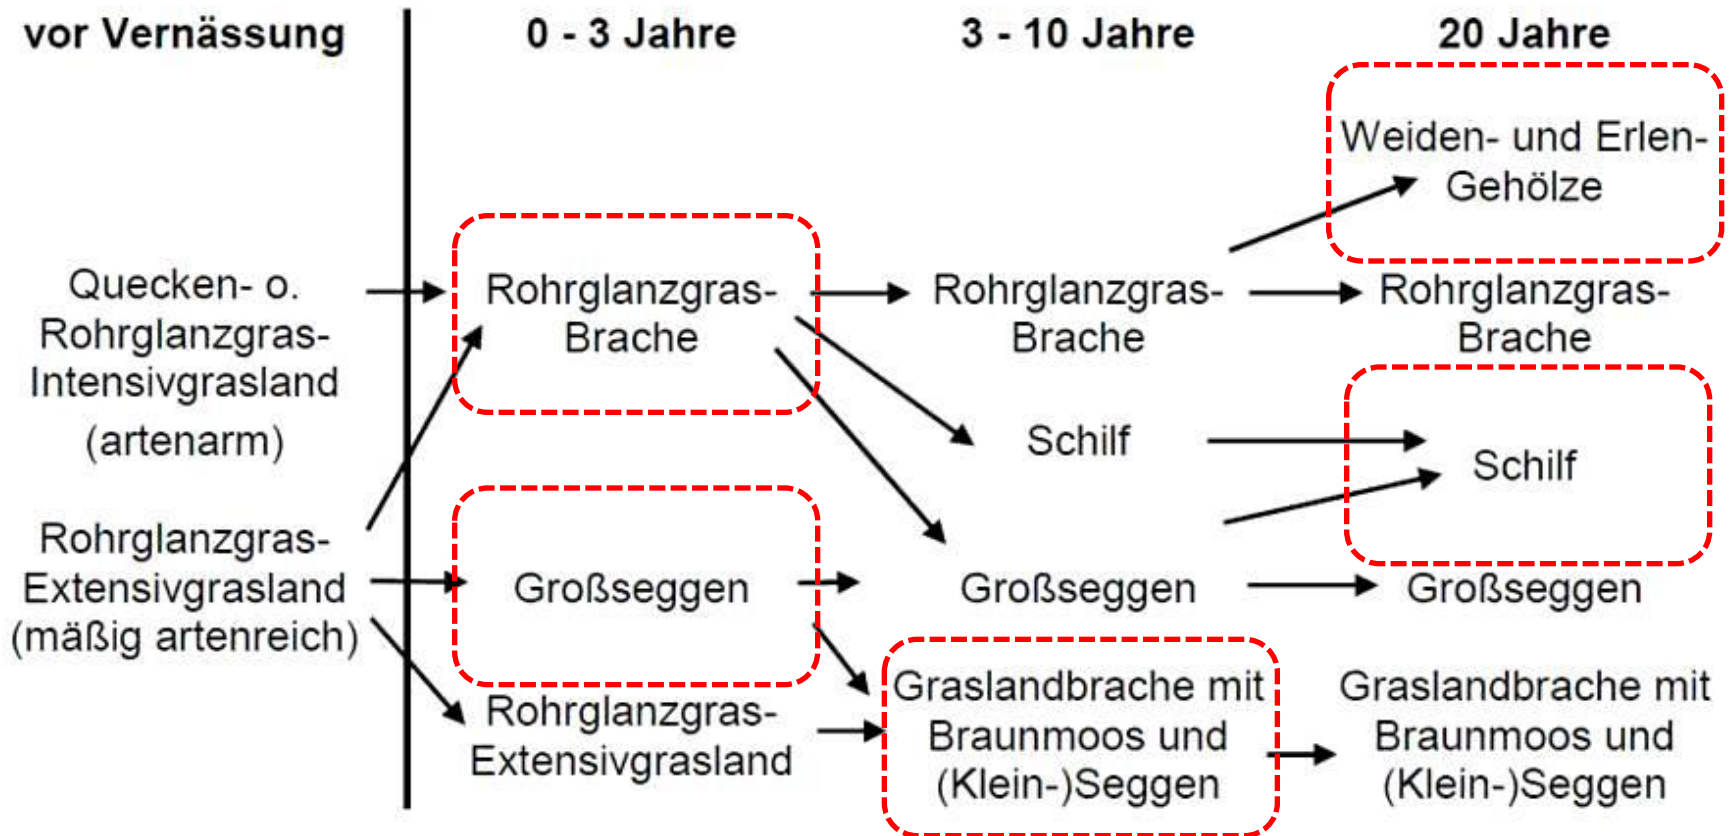 vor Vernässung
0 - 3 Jahre
3 - 10 Jahre
20 Jahre
Quecken- o.
Rohrglanzgras-
Intensivgrasland
(artenarm)
Rohrglanzgras-
Extensivgrasland
(mäßig artenreich)
Rohrglanzgras-
Brache
Großseggen
Rohrglanzgras-
Extensivgrasland
Rohrglanzgras-
Brache
Schilf
Großseggen
Graslandbrache mit
Braunmoos und
(Klein-)Seggen
Weiden- und Erlen-
Gehölze
Rohrglanzgras-
Brache
Schilf
Großseggen
Graslandbrache mit
Braunmoos und
(Klein-)Seggen